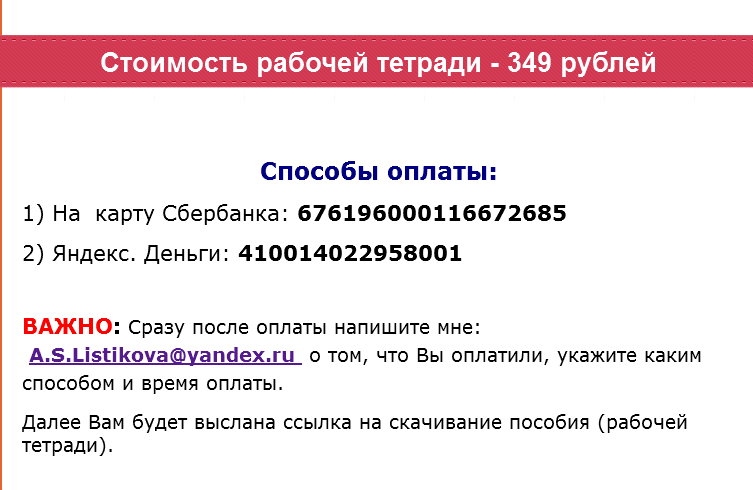 Стоимость рабочей тетради - 349 рублей
Способы оплаты:
1) На карту Сбербанка: 676196000116672685
2) Яндекс. Деньги: 410014022958001
ВАЖНО: Сразу после оплаты напишите мне:
A.S.Listikova@yandex.ru о том, что Вы оплатили, укажите каким
способом и время оплаты.
Далее Вам будет выслана ссылка на скачивание пособия (рабочей
тетради).